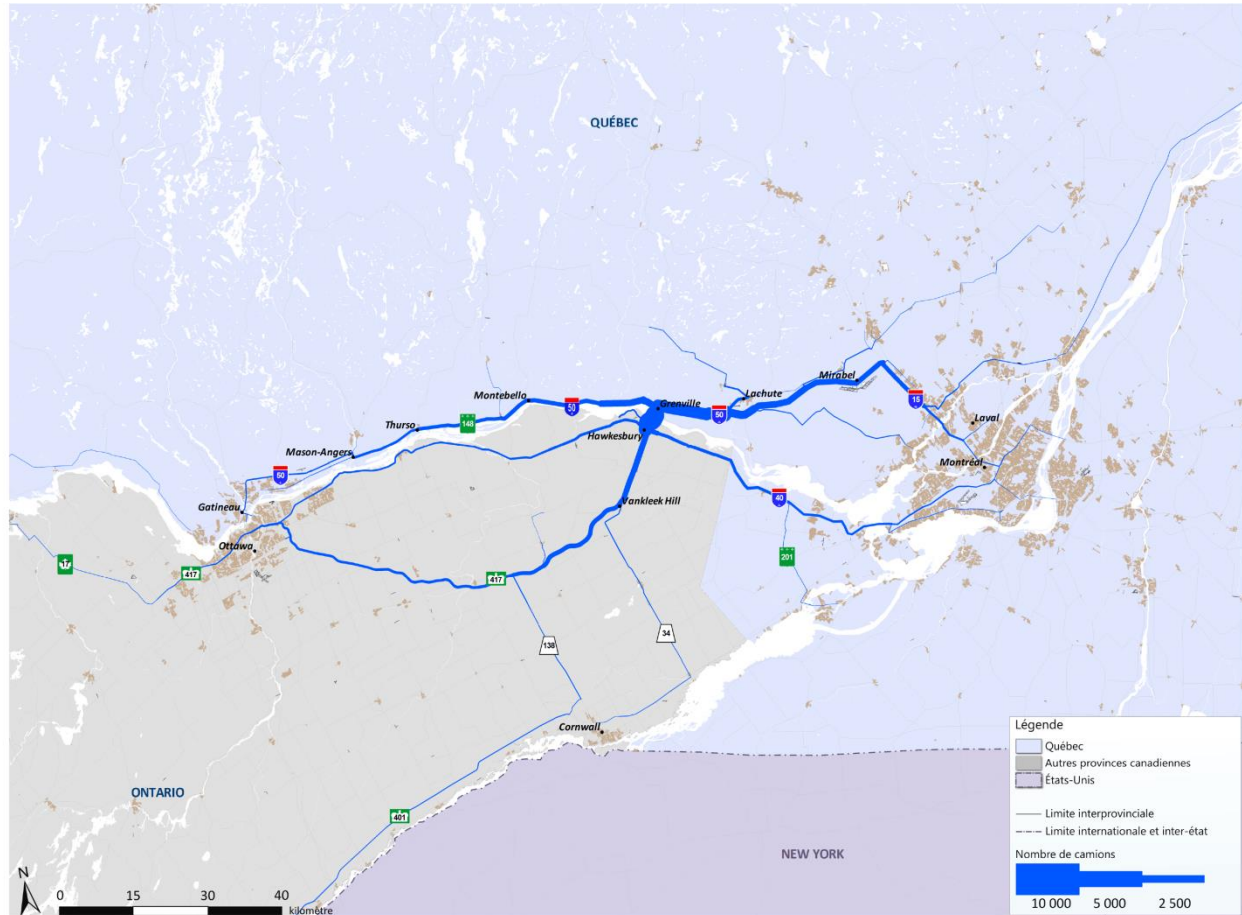 QUÉBEC
Montebello
50
Grenville
50
Lachute
Mirabel
15
Laval
Thurso
148
Hawkesbury
Mason-Angers
50
Montréal
Gatineau
Vankleek Hill
40
Ottawa
17
417
417
201
138
34
Cornwall
ONTARIO
401
NEW YORK
N
0 15 30 40
kilomètre
Légende
Québec
Autres provinces canadiennes
États-Unis
Limite interprovinciale
Limite internationale et inter-état
Nombre de camions
10 000 5 000 2 500